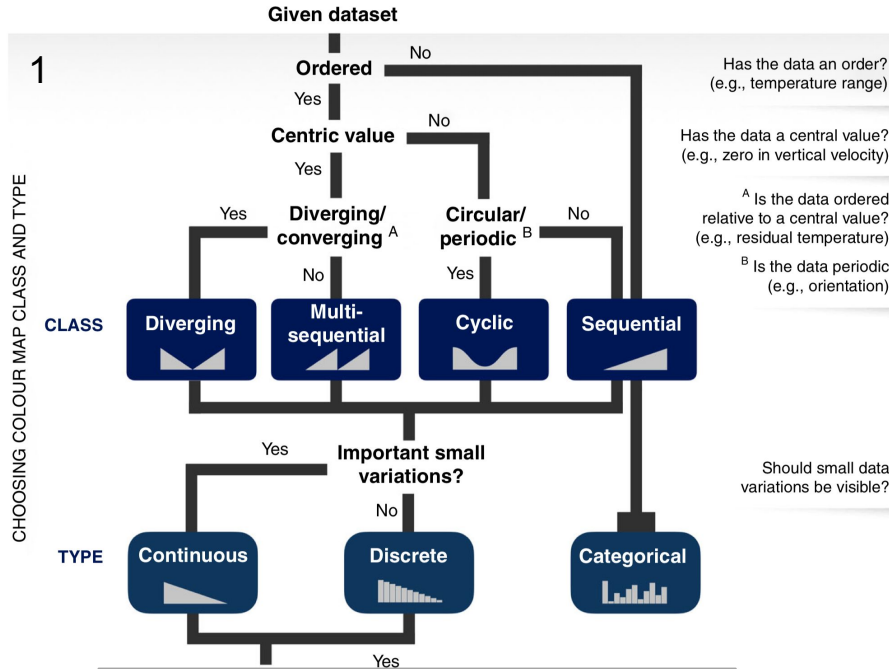 Given dataset
1
No
Ordered
Has the data an order?
(e.g., temperature range)
Yes
No
Centric value
Has the data a central value?
(e.g., zero in vertical velocity)
Yes
Yes
Diverging/
converging A
Circular/
periodic B
No
A Is the data ordered
relative to a central value?
(e.g., residual temperature)
B Is the data periodic
(e.g., orientation)
No
Yes
CHOOSING COLOUR MAP CLASS AND TYPE
CLASS
Diverging
Multi-
sequential
Cyclic
Sequential
Yes
Important small
variations?
Should small data
variations be visible?
No
TYPE
Continuous
Discrete
Categorical
Yes